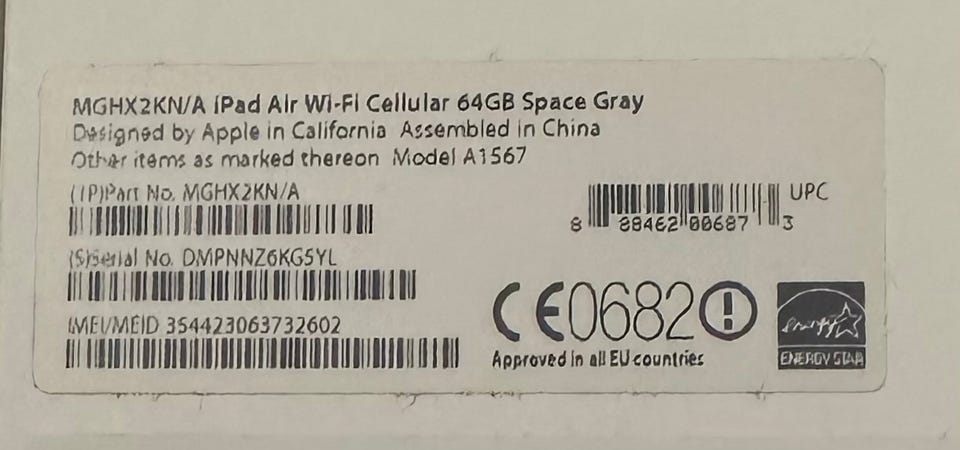 MGHX2KN/A iPad Air Wi-Fi Cellular 64GB Space Gray
Designed by Apple in California Assembled in China
Other items as marked thereon Model A1567
(1P)Part No. MGHX2KN/A
UPC
8 88462 00687 3
(S)Serial No. DMPNNZ6KG5YL
IMEI/MEID 354423063732602
CE0682
Approved in all EU countries
energy
ENERGY STAR